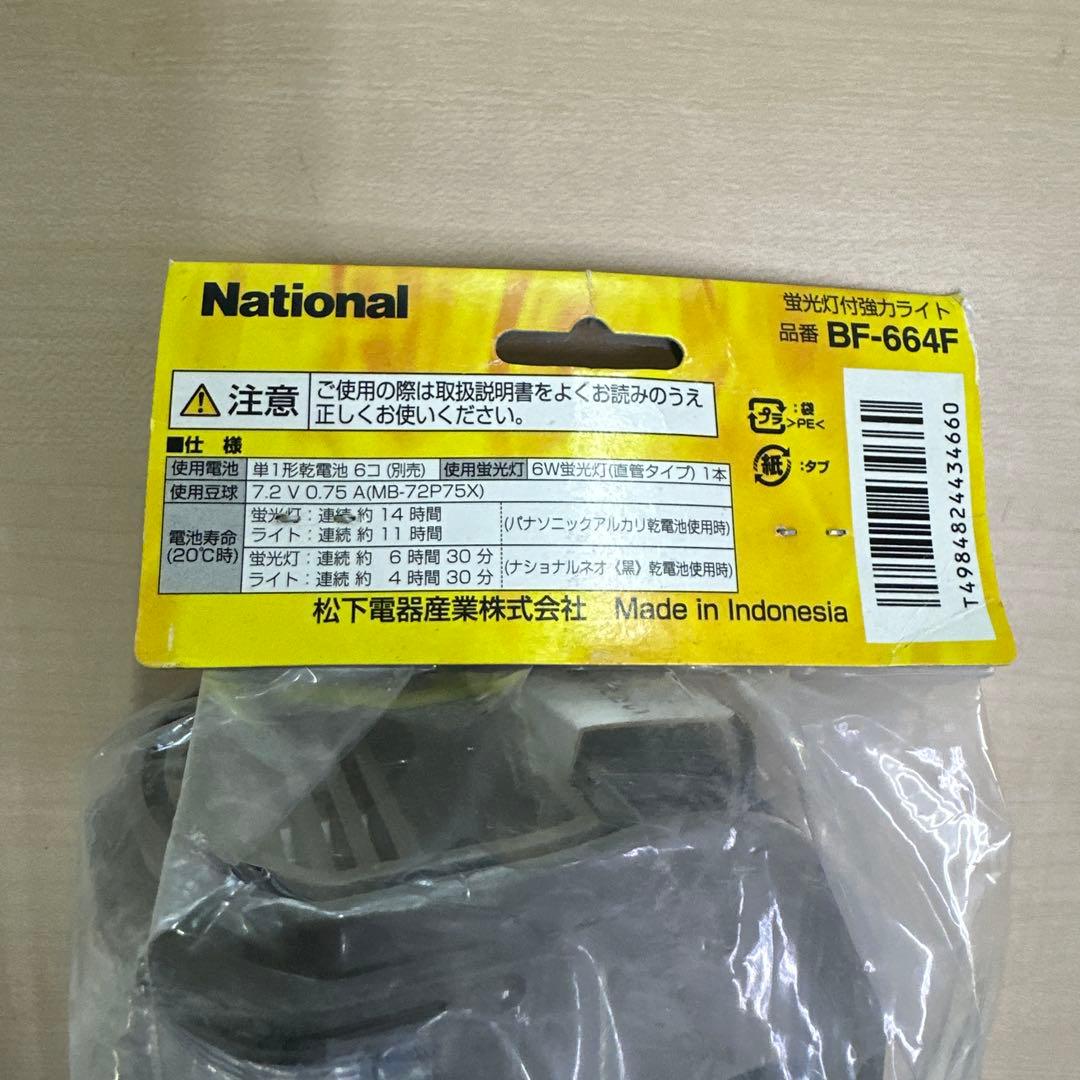 National
蛍光灯付強力ライト
品番 BF-664F
注意
ご使用の際は取扱説明書をよくお読みのうえ
正しくお使いください。
プラ :袋
>PE<
紙 :タブ
■仕 様
使用電池 単1形乾電池 6コ(別売) 使用蛍光灯 6W蛍光灯(直管タイプ) 1本
使用豆球 7.2 V 0.75 A(MB-72P75X)
電池寿命
(20℃時)
蛍光灯:連続 約 14 時間
ライト:連続 約 11 時間
(パナソニックアルカリ乾電池使用時)
蛍光灯:連続 約 6 時間 30 分
ライト:連続 約 4 時間 30 分
(ナショナルネオ《黒》乾電池使用時)
松下電器産業株式会社 Made in Indonesia
T4984824434660